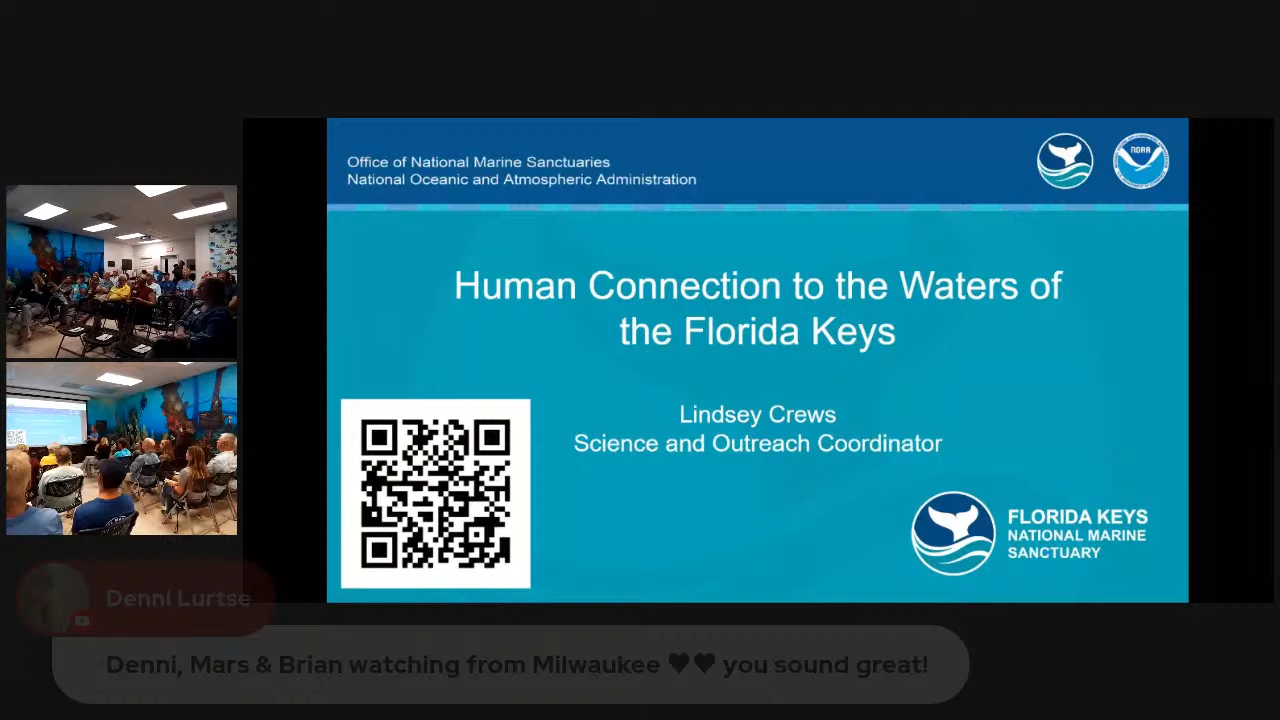 Office of National Marine Sanctuaries
National Oceanic and Atmospheric Administration
NOAA
Human Connection to the Waters of
the Florida Keys
Lindsey Crews
Science and Outreach Coordinator
FLORIDA KEYS
NATIONAL MARINE
SANCTUARY
Denni Lurtse
Denni, Mars & Brian watching from Milwaukee ♥♥ you sound great!